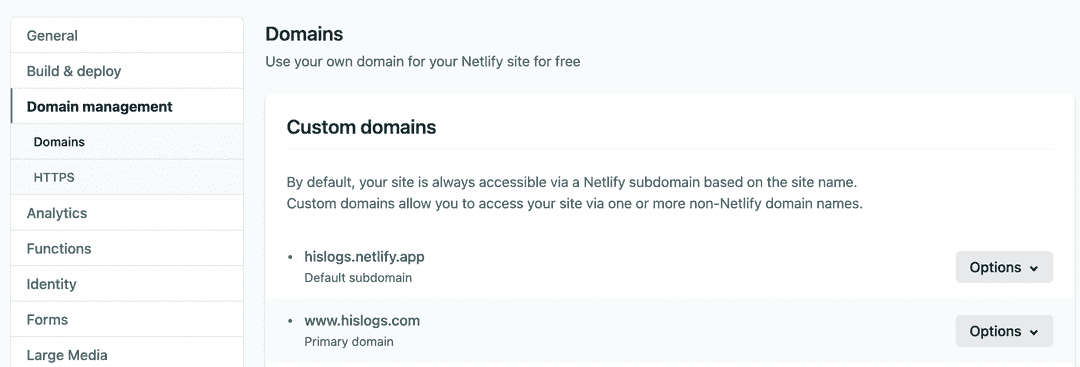 General
Build & deploy
Domain management
Domains
HTTPS
Analytics
Functions
Identity
Forms
Large Media
Domains
Use your own domain for your Netlify site for free
Custom domains
By default, your site is always accessible via a Netlify subdomain based on the site name.
Custom domains allow you to access your site via one or more non-Netlify domain names.
• hislogs.netlify.app
Default subdomain
Options
• www.hislogs.com
Primary domain
Options